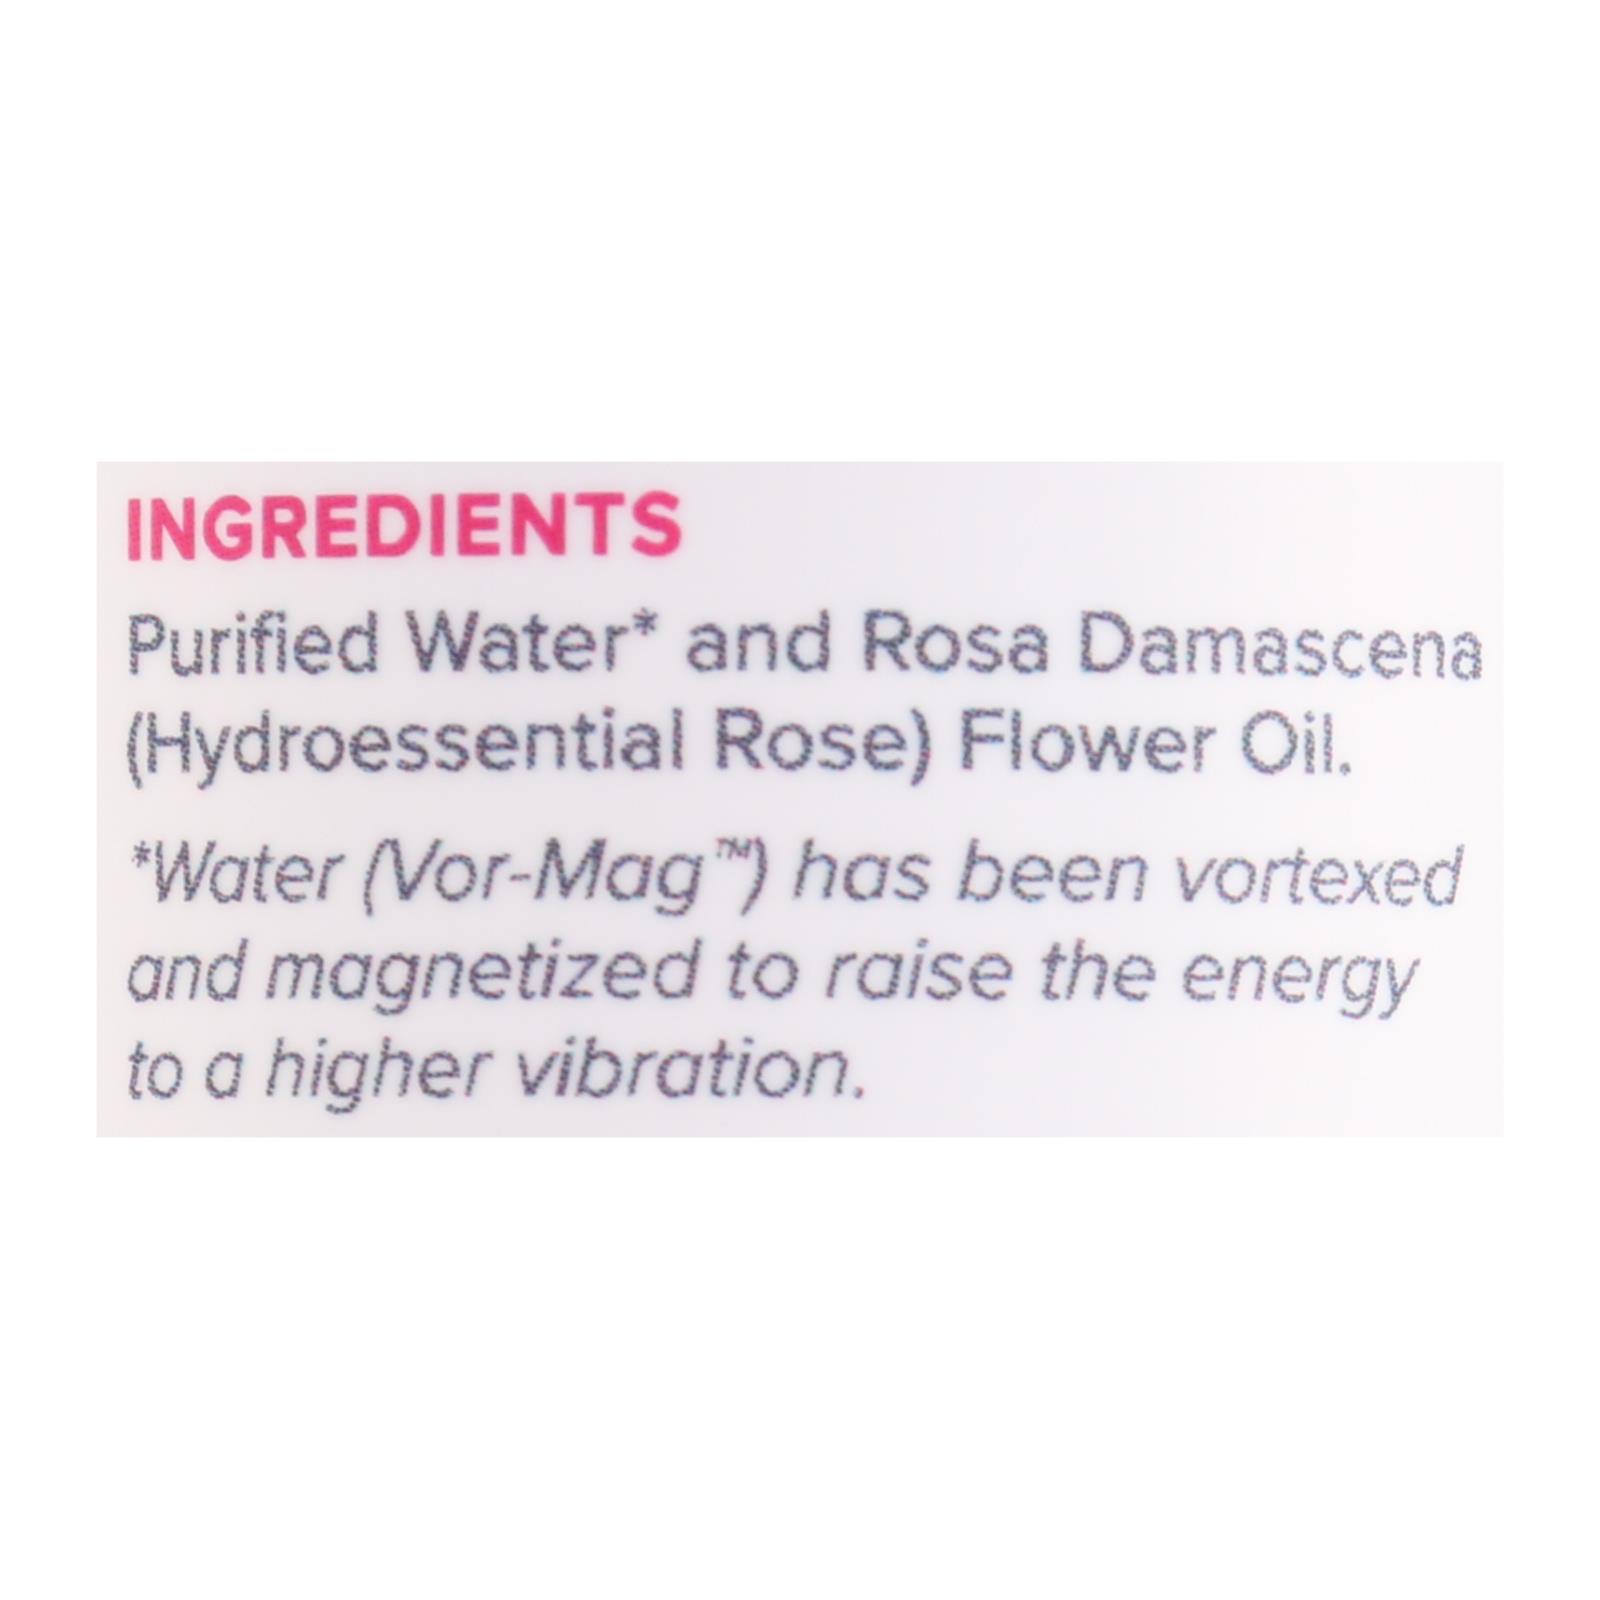 INGREDIENTS
Purified Water* and Rosa Damascena
(Hydroessential Rose) Flower Oil.
*Water (Vor-Mag™) has been vortexed
and magnetized to raise the energy
to a higher vibration.